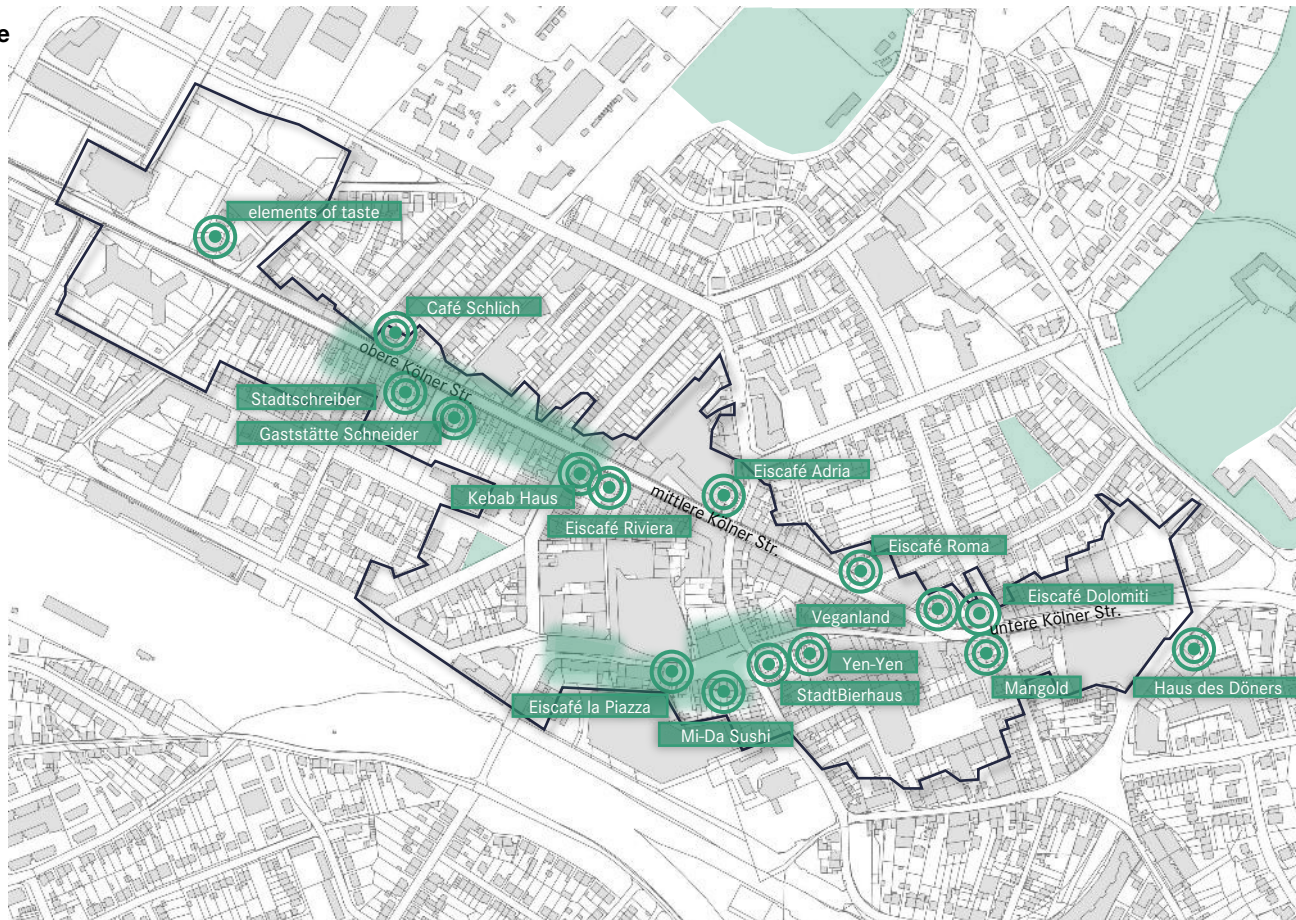 e
elements of taste
Café Schlich
obere Kölner Str.
Stadtschreiber
Gaststätte Schneider
Kebab Haus
Eiscafé Riviera
mittlere Kölner Str.
Eiscafé Adria
Eiscafé Roma
Eiscafé Dolomiti
untere Kölner Str.
Veganland
Yen-Yen
StadtBierhaus
Mangold
Haus des Döners
Eiscafé la Piazza
Mi-Da Sushi